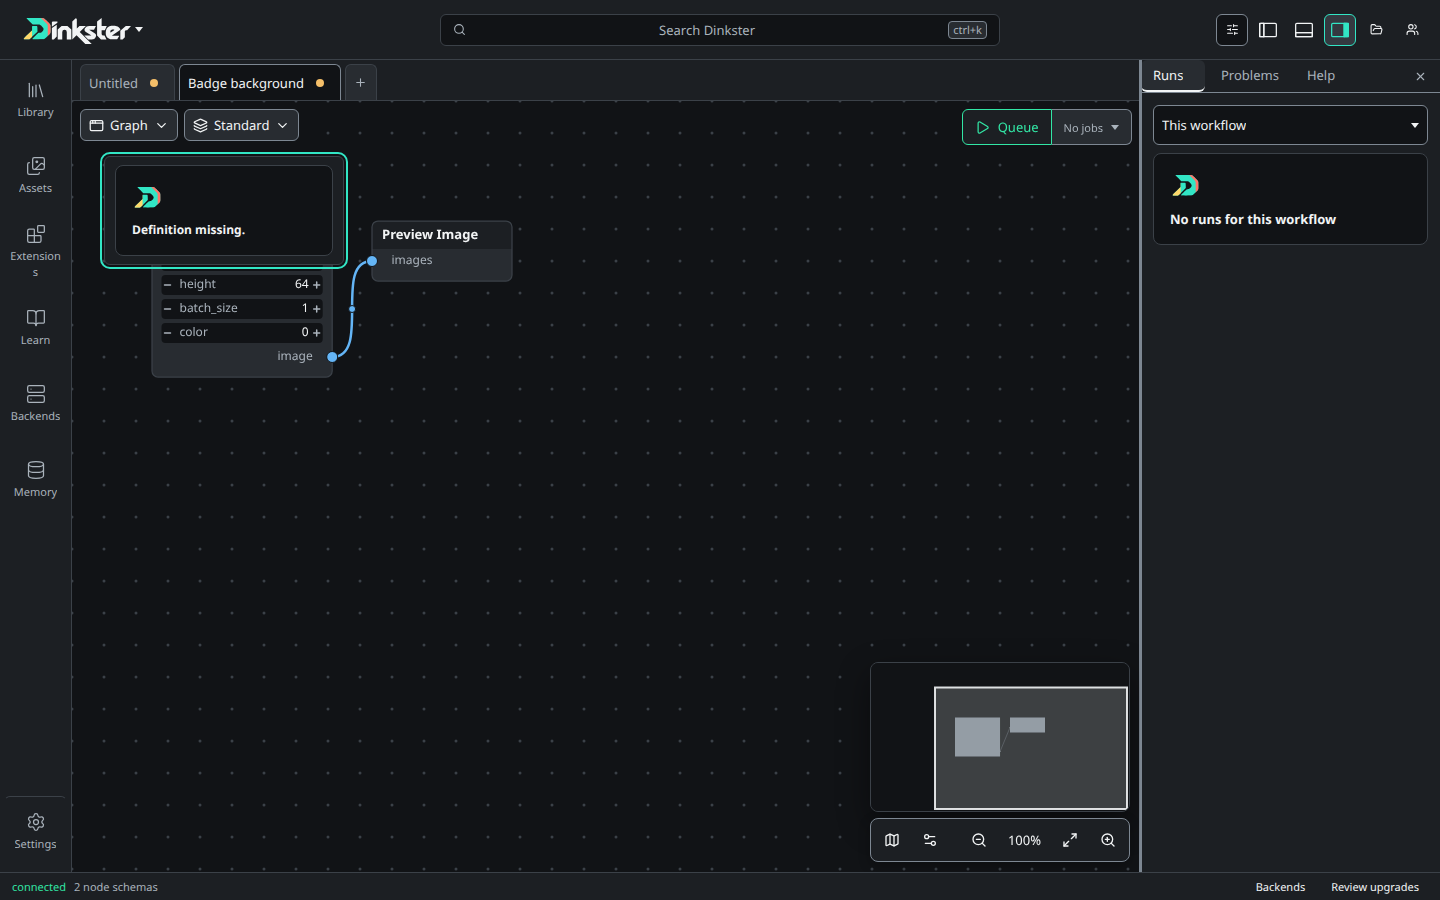 Dinkster
Search Dinkster
ctrl+k
Library
Assets
Extension
s
Learn
Backends
Memory
Settings
Untitled
Badge background
+
Graph
Standard
Queue
No jobs
Definition missing.
height 64
batch_size 1
color 0
image
Preview Image
images
100%
Runs
Problems
Help
This workflow
No runs for this workflow
connected
2 node schemas
Backends
Review upgrades